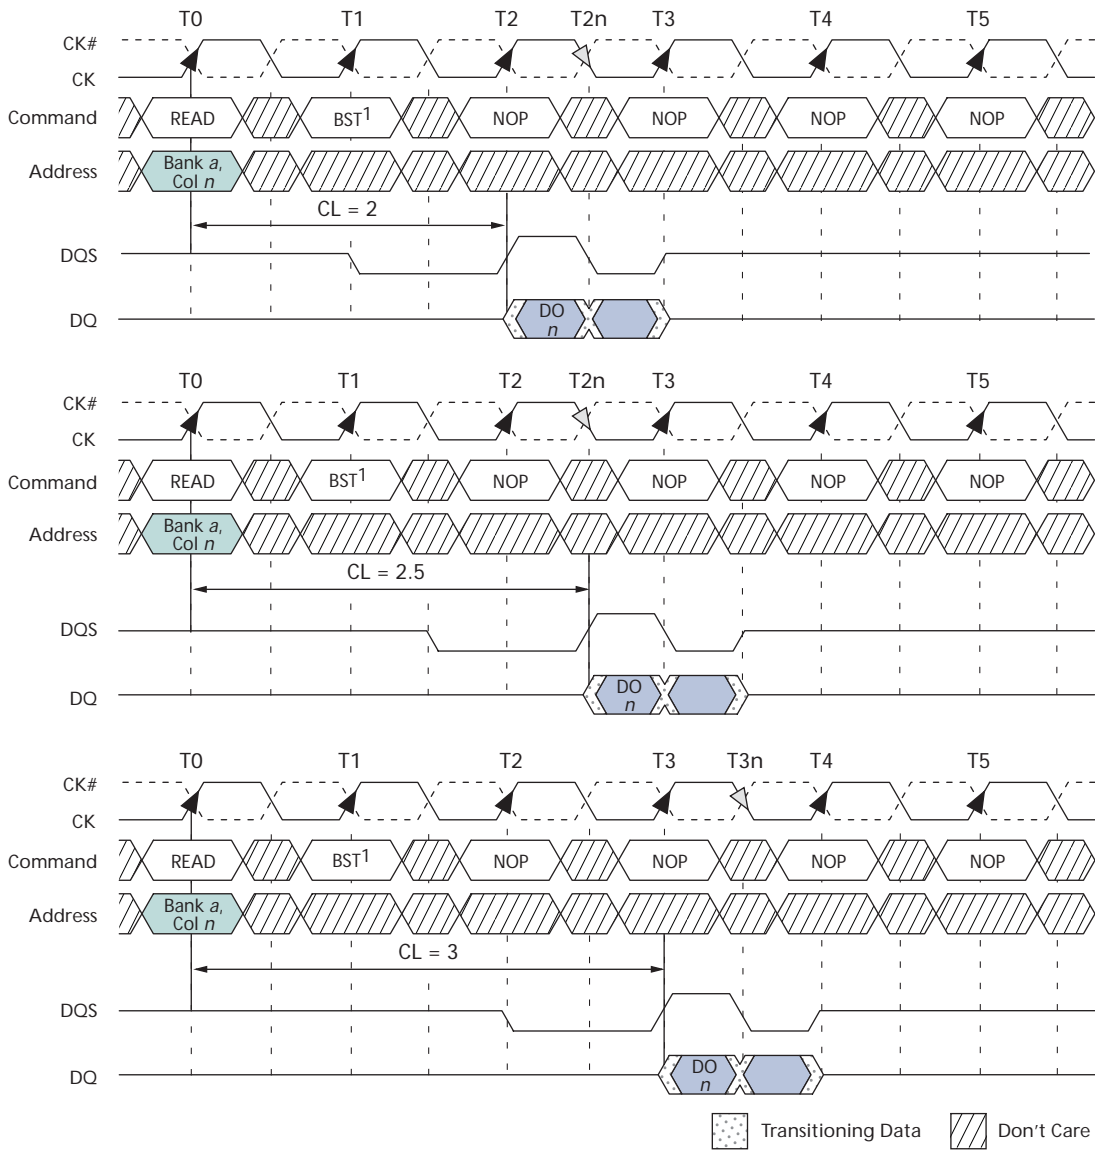 T0 T1 T2 T2n T3 T4 T5
CK#
CK
Command READ BST1 NOP NOP NOP NOP
Address Bank a,
Col n
CL = 2
DQS
DQ DO
n
T0 T1 T2 T2n T3 T4 T5
CK#
CK
Command READ BST1 NOP NOP NOP NOP
Address Bank a,
Col n
CL = 2.5
DQS
DQ DO
n
T0 T1 T2 T3 T3n T4 T5
CK#
CK
Command READ BST1 NOP NOP NOP NOP
Address Bank a,
Col n
CL = 3
DQS
DQ DO
n
Transitioning Data Don't Care